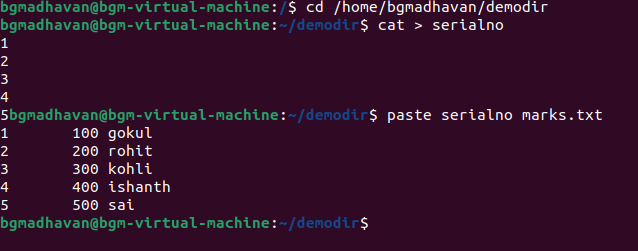 bgmadhavan@bgm-virtual-machine:/$ cd /home/bgmadhavan/demodir
bgmadhavan@bgm-virtual-machine:~/demodir$ cat > serialno
1
2
3
4
5bgmadhavan@bgm-virtual-machine:~/demodir$ paste serialno marks.txt
1       100 gokul
2       200 rohit
3       300 kohli
4       400 ishanth
5       500 sai
bgmadhavan@bgm-virtual-machine:~/demodir$